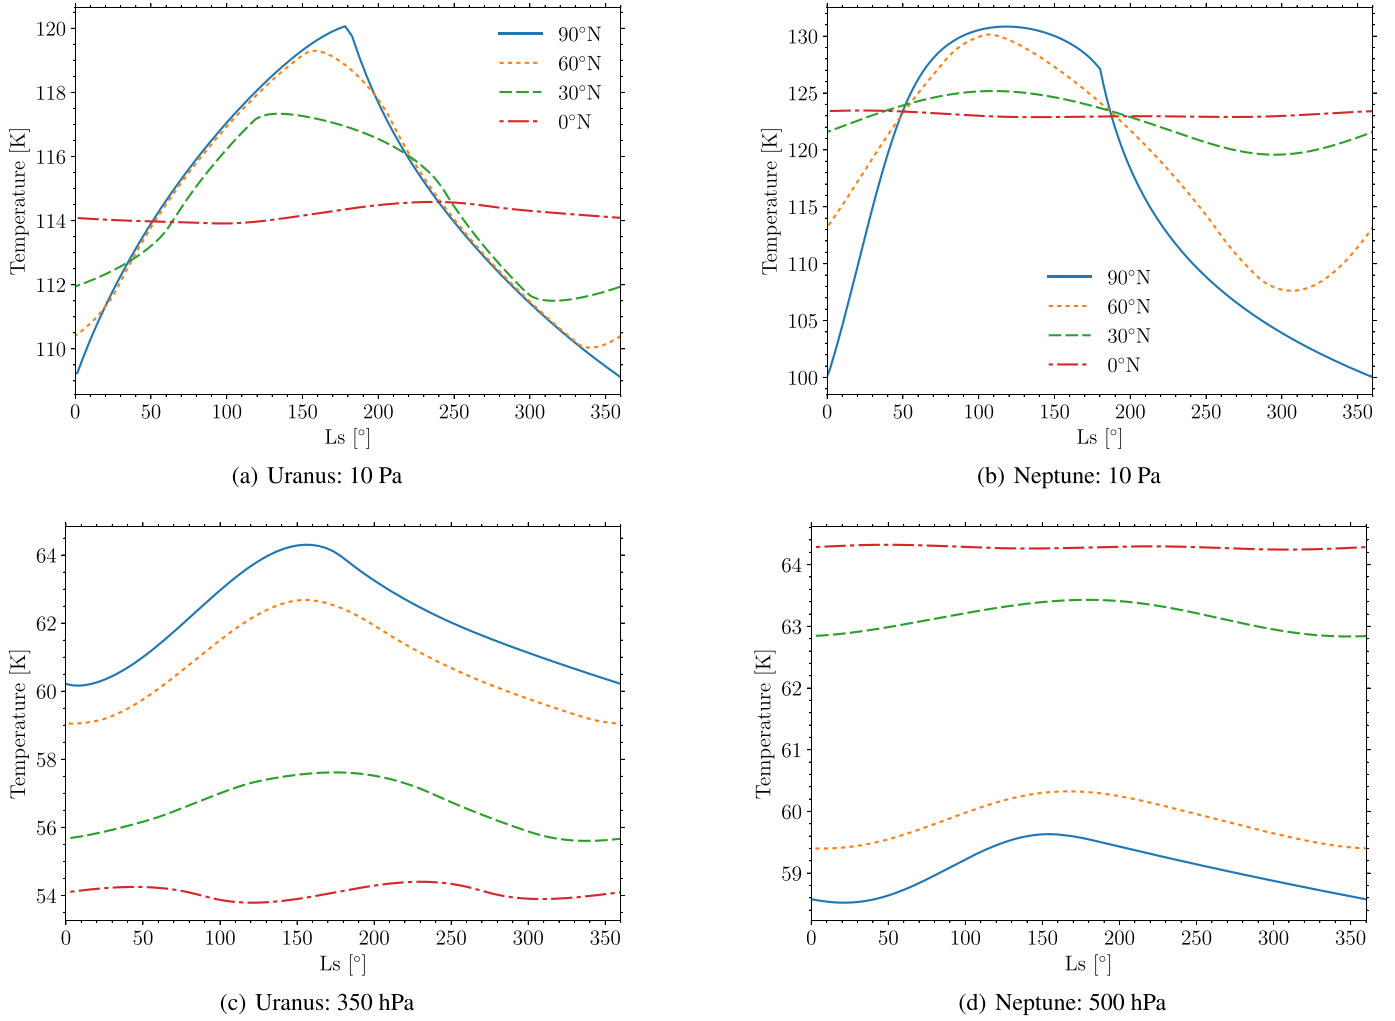 120
118
116
114
112
110
Temperature [K]
0 50 100 150 200 250 300 350
Ls [°]
90°N
60°N
30°N
0°N
(a) Uranus: 10 Pa
130
125
120
115
110
105
100
Temperature [K]
0 50 100 150 200 250 300 350
Ls [°]
90°N
60°N
30°N
0°N
(b) Neptune: 10 Pa
64
62
60
58
56
54
Temperature [K]
0 50 100 150 200 250 300 350
Ls [°]
(c) Uranus: 350 hPa
64
63
62
61
60
59
Temperature [K]
0 50 100 150 200 250 300 350
Ls [°]
(d) Neptune: 500 hPa